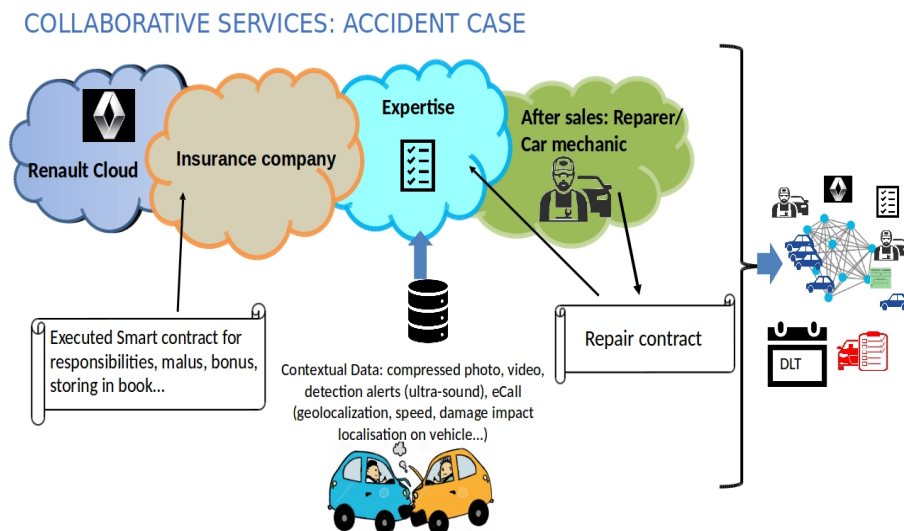 COLLABORATIVE SERVICES: ACCIDENT CASE
Renault Cloud
Insurance company
Expertise
After sales: Reparer/
Car mechanic
Executed Smart contract for
responsibilities, malus, bonus,
storing in book...
Contextual Data: compressed photo, video,
detection alerts (ultra-sound), eCall
(geolocalization, speed, damage impact
localisation on vehicle...)
Repair contract
DLT